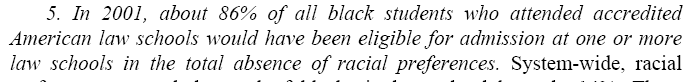 5. In 2001, about 86% of all black students who attended accredited
American law schools would have been eligible for admission at one or more
law schools in the total absence of racial preferences. System-wide, racial